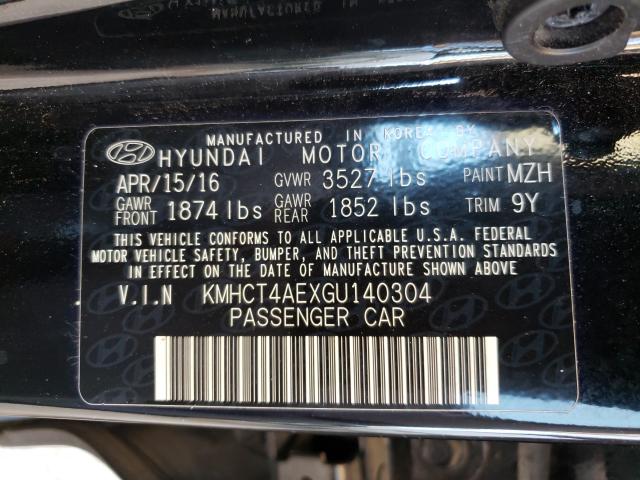 MANUFACTURED IN KOREA BY
HYUNDAI MOTOR COMPANY
APR/15/16 GVWR 3527 lbs PAINT MZH
GAWR FRONT 1874 lbs GAWR REAR 1852 lbs TRIM 9Y
THIS VEHICLE CONFORMS TO ALL APPLICABLE U.S.A. FEDERAL
MOTOR VEHICLE SAFETY, BUMPER, AND THEFT PREVENTION STANDARDS
IN EFFECT ON THE DATE OF MANUFACTURE SHOWN ABOVE
V.I.N KMHCT4AEXGU140304
PASSENGER CAR